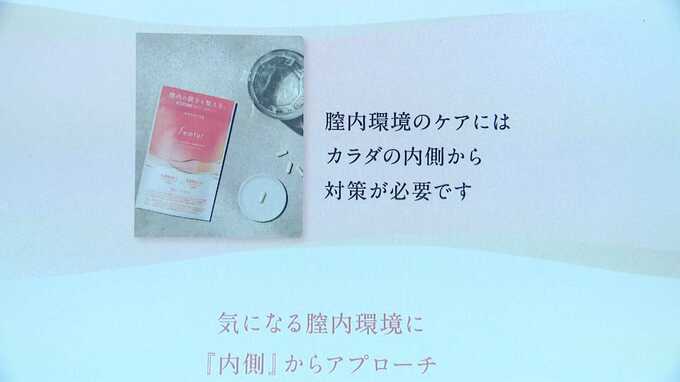 膣内環境のケアには
カラダの内側から
対策が必要です
気になる膣内環境に
『内側』からアプローチ